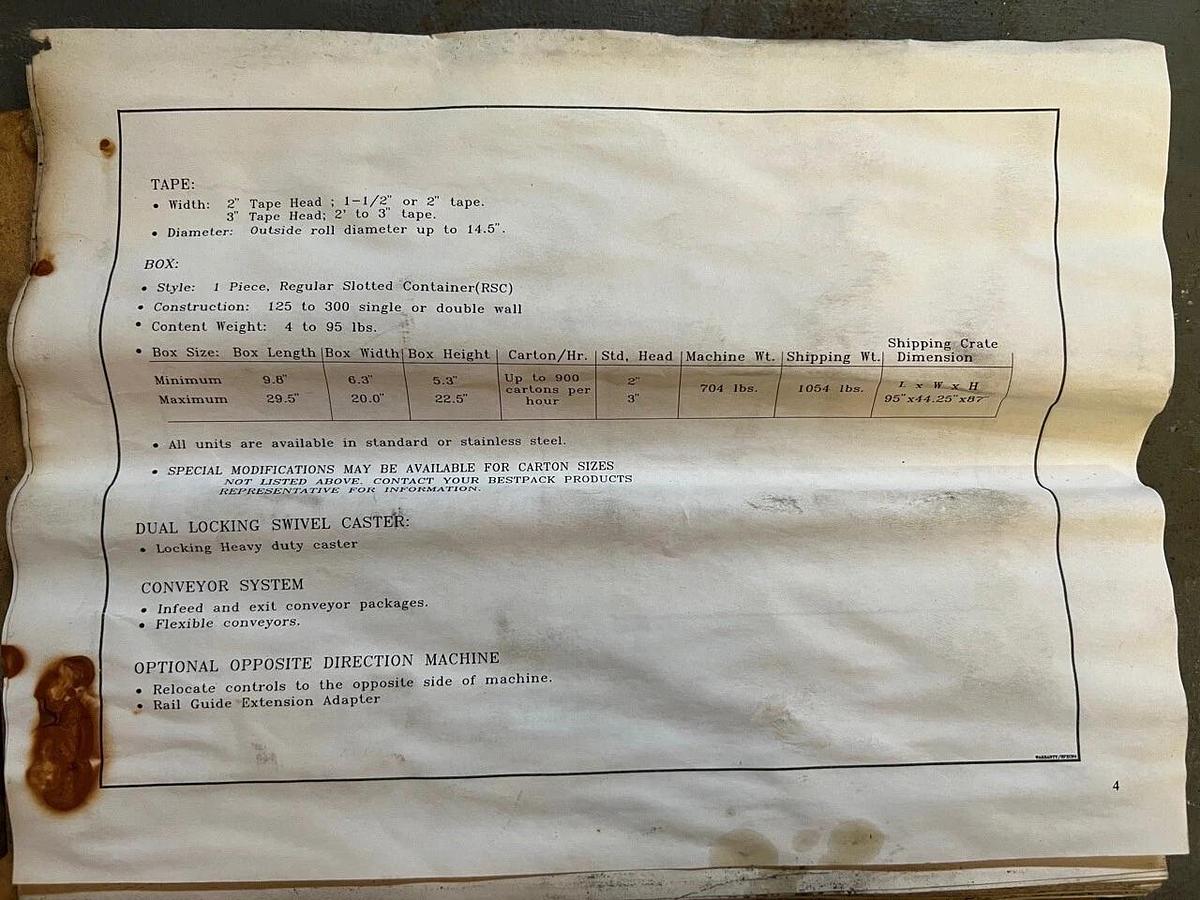 TAPE:
• Width: 2" Tape Head ; 1-1/2" or 2" tape.
3" Tape Head; 2' to 3" tape.
• Diameter: Outside roll diameter up to 14.5".
BOX:
• Style: 1 Piece, Regular Slotted Container(RSC)
• Construction: 125 to 300 single or double wall
• Content Weight: 4 to 95 lbs.
• Box Size: Box Length Box Width Box Height Carton/Hr. Std, Head Machine Wt. Shipping Wt. Shipping Crate Dimension
Minimum 9.8" 6.3" 5.3" Up to 900 cartons per hour 2" 704 lbs. 1054 lbs. L x W x H
Maximum 29.5" 20.0" 22.5" 3" 95"x44.25"x87"
• All units are available in standard or stainless steel.
• SPECIAL MODIFICATIONS MAY BE AVAILABLE FOR CARTON SIZES
NOT LISTED ABOVE. CONTACT YOUR BESTPACK PRODUCTS
REPRESENTATIVE FOR INFORMATION.
DUAL LOCKING SWIVEL CASTER:
• Locking Heavy duty caster
CONVEYOR SYSTEM
• Infeed and exit conveyor packages.
• Flexible conveyors.
OPTIONAL OPPOSITE DIRECTION MACHINE
• Relocate controls to the opposite side of machine.
• Rail Guide Extension Adapter
4